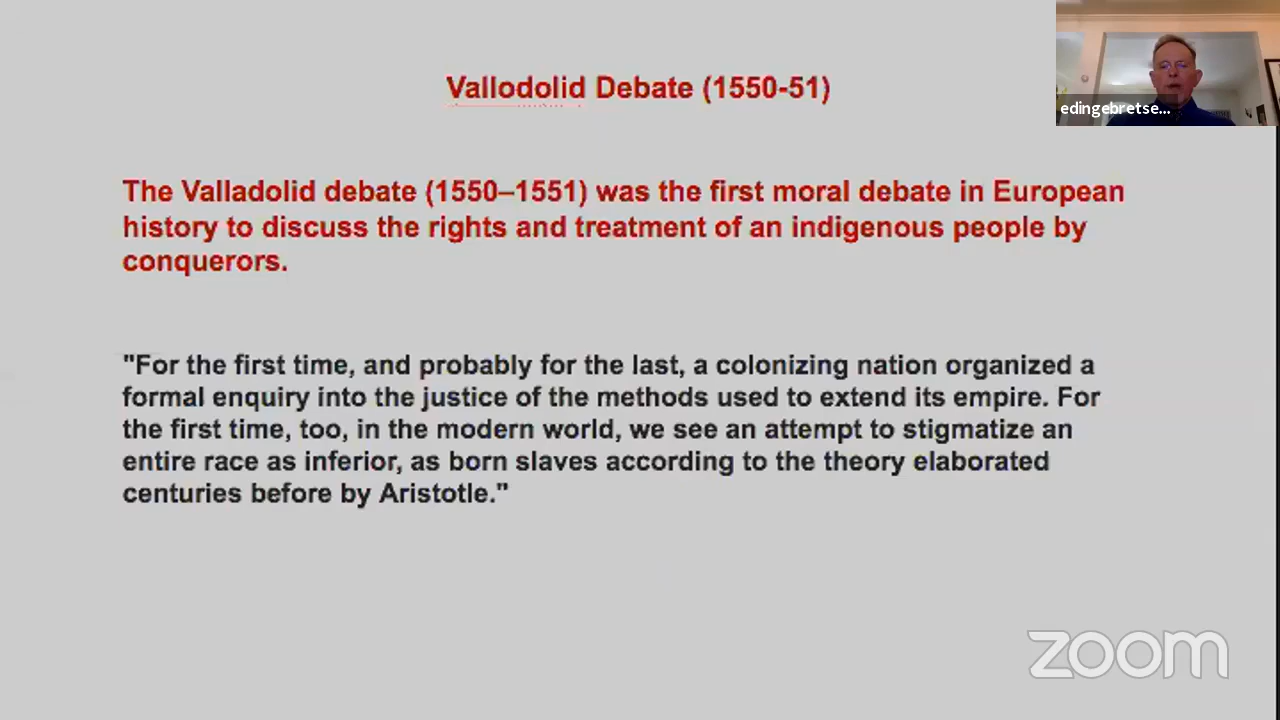 Vallodolid Debate (1550-51)
edingebretse...
The Valladolid debate (1550–1551) was the first moral debate in European
history to discuss the rights and treatment of an indigenous people by
conquerors.
"For the first time, and probably for the last, a colonizing nation organized a
formal enquiry into the justice of the methods used to extend its empire. For
the first time, too, in the modern world, we see an attempt to stigmatize an
entire race as inferior, as born slaves according to the theory elaborated
centuries before by Aristotle."
zoom